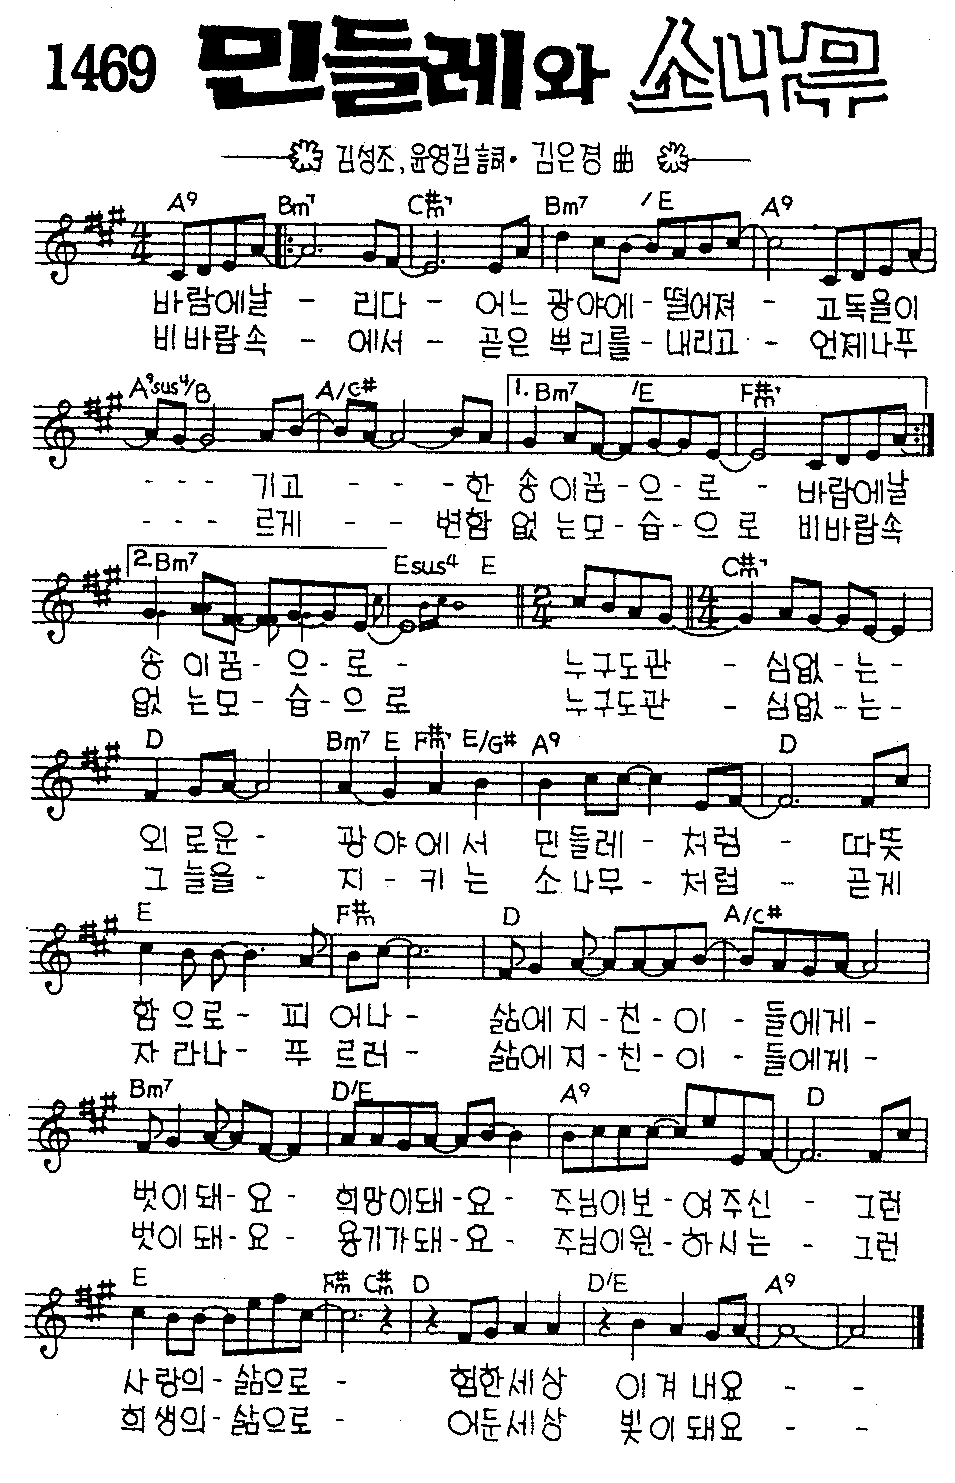 1469 민들레와 소나무
김성조, 윤영길 詞 · 김은경 曲
A9 Bm7 C#m7 Bm7 /E A9
바람에날 - 리다 - 어느 광야에 - 떨어져 - 고독을이
비바람속 - 에서 - 곧은 뿌리를 - 내리고 - 언제나푸
A9sus4/B A/C# 1. Bm7 /E F#m7
- - - 기고 - - - 한 송이꿈 - 으 - 로 - 바람에날
- - - 르게 - - 변함 없는모 - 습 - 으로 비바람속
2. Bm7 Esus4 E C#m7
송 이꿈 - 으 - 로 - 누구도관 - 심없 - 는 -
없 는모 - 습 - 으 로 누구도관 - 심없 - 는 -
D Bm7 E F#m7 E/G# A9 D
외 로운 - 광야에서 민들레 - 처럼 - 따뜻
그 늘을 - 지 - 키는 소나무 - 처럼 - 곧게
E F#m D A/C#
함으로 - 피 어나 - 삶에지 - 친 - 이 - 들에게 -
자라나 - 푸 르러 - 삶에지 - 친 - 이 - 들에게 -
Bm7 D/E A9 D
벗이돼 - 요 - 희망이돼 - 요 - 주님이보 - 여주신 - 그런
벗이돼 - 요 - 용기가돼 - 요 - 주님이원 - 하시는 - 그런
E F#m C#m D D/E A9
사랑의 - 삶으로 - 험한세상 이겨내요 - -
희생의 - 삶으로 - 어둔세상 빛이돼요 - -